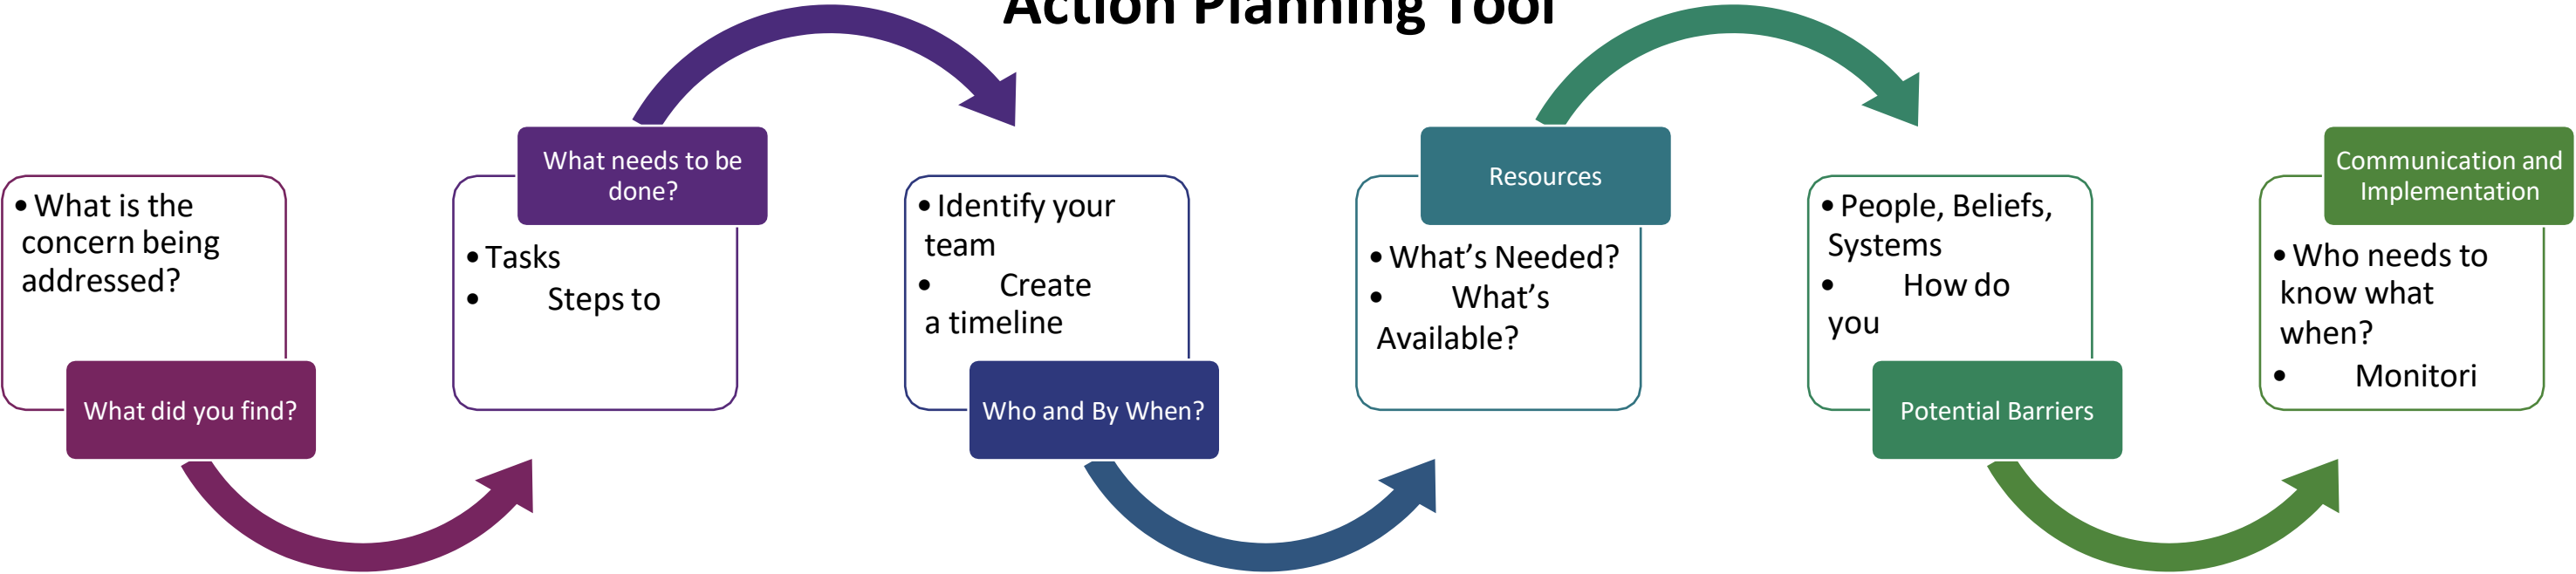 Action Planning Tool
• What is the
concern being
addressed?
What did you find?
What needs to be
done?
• Tasks
• Steps to
• Identify your
team
• Create
a timeline
Who and By When?
Resources
• What's Needed?
• What's
Available?
• People, Beliefs,
Systems
• How do
you
Potential Barriers
Communication and
Implementation
• Who needs to
know what
when?
• Monitori